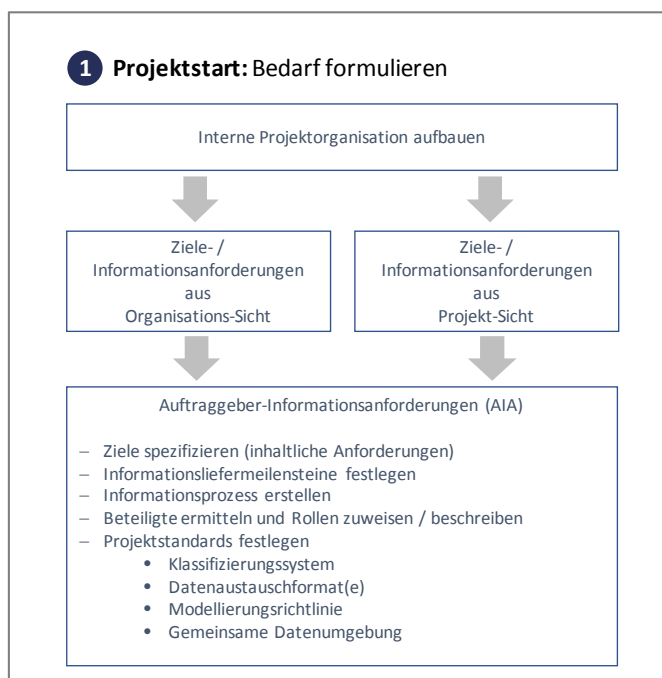 1 Projektstart: Bedarf formulieren
Interne Projektorganisation aufbauen
Ziele- /
Informationsanforderungen
aus
Organisations-Sicht
Ziele- /
Informationsanforderungen
aus
Projekt-Sicht
Auftraggeber-Informationsanforderungen (AIA)
– Ziele spezifizieren (inhaltliche Anforderungen)
– Informationsliefermeilensteine festlegen
– Informationsprozess erstellen
– Beteiligte ermitteln und Rollen zuweisen / beschreiben
– Projektstandards festlegen
• Klassifizierungssystem
• Datenaustauschformat(e)
• Modellierungsrichtlinie
• Gemeinsame Datenumgebung